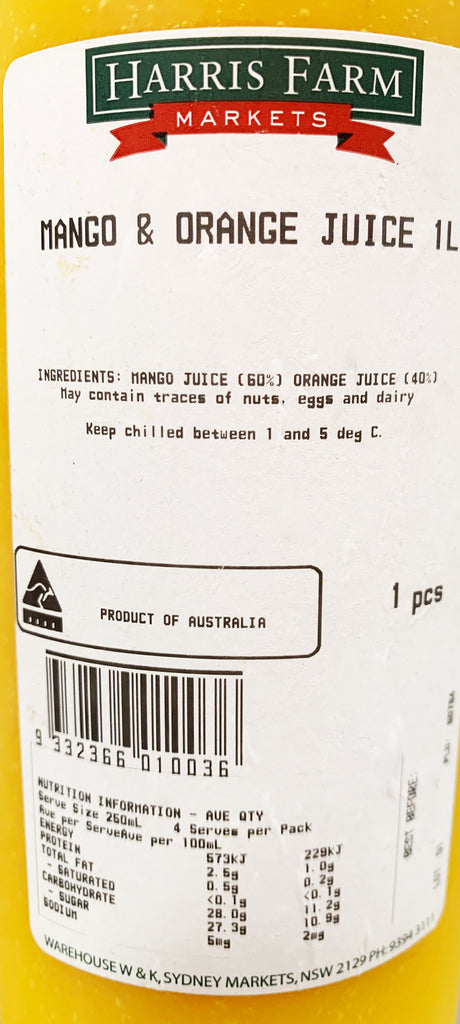 HARRIS FARM
MARKETS
MANGO & ORANGE JUICE 1L
INGREDIENTS: MANGO JUICE (60%) ORANGE JUICE (40%)
May contain traces of nuts, eggs and dairy
Keep chilled between 1 and 5 deg C.
PRODUCT OF AUSTRALIA
1 pcs
9 332366 010036
NUTRITION INFORMATION - AVE QTY
Serve Size 250mL 4 Serves per Pack
Ave per ServeAve per 100mL
ENERGY 573kJ 229kJ
PROTEIN 2.5g 1.0g
TOTAL FAT 0.5g 0.2g
- SATURATED <0.1g <0.1g
CARBOHYDRATE 28.0g 11.2g
- SUGAR 27.3g 10.9g
SODIUM 5mg 2mg
BEST BEFORE:
WAREHOUSE W & K, SYDNEY MARKETS, NSW 2129 PH: 9394 3111